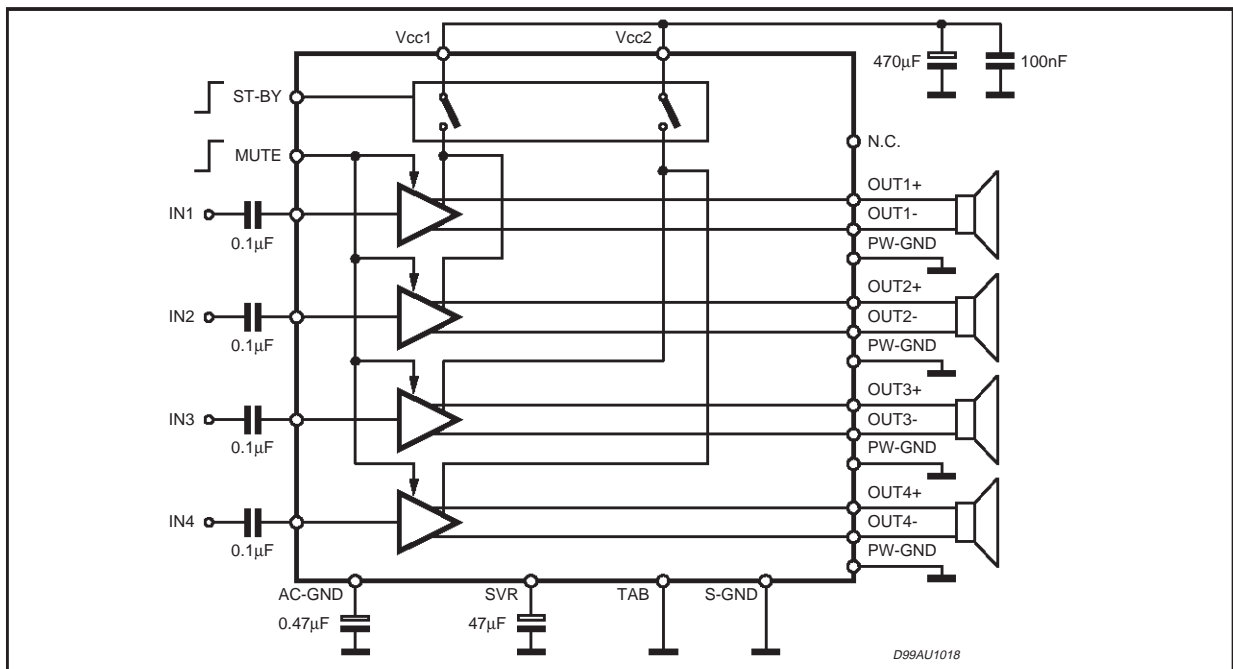 Vcc1 Vcc2
470µF 100nF
ST-BY
N.C.
MUTE
OUT1+
IN1
OUT1-
0.1µF
PW-GND
OUT2+
IN2
OUT2-
0.1µF
PW-GND
OUT3+
IN3
OUT3-
0.1µF
PW-GND
OUT4+
IN4
OUT4-
0.1µF
PW-GND
AC-GND SVR TAB S-GND
0.47µF 47µF
D99AU1018